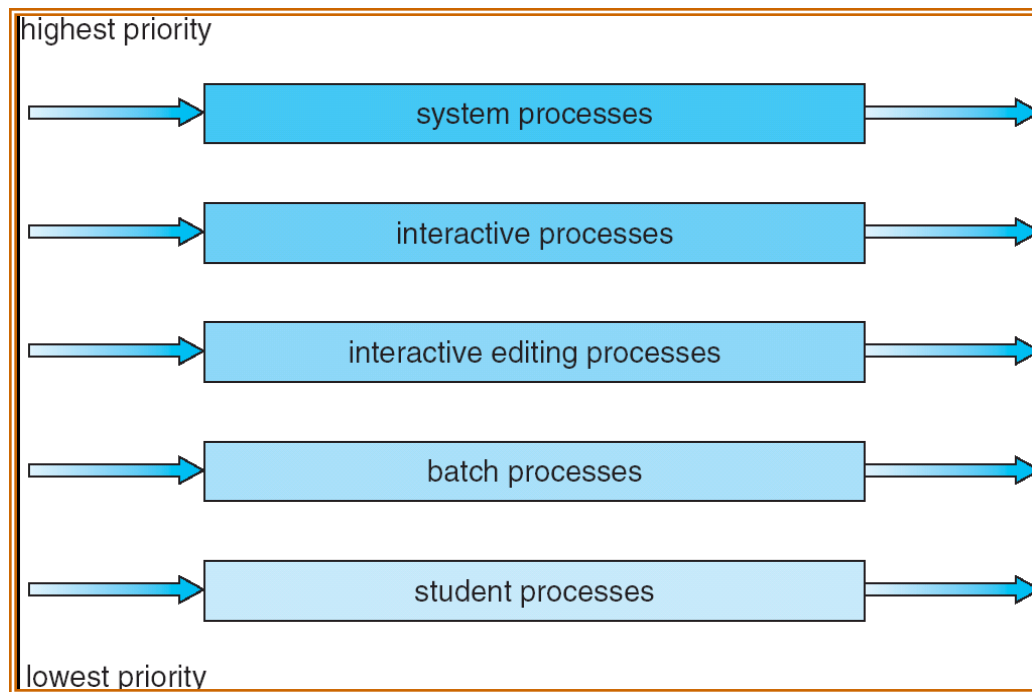 highest priority
system processes
interactive processes
interactive editing processes
batch processes
student processes
lowest priority